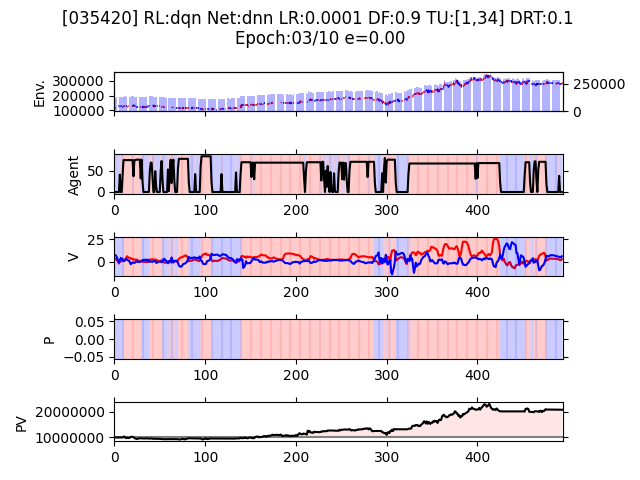 [035420] RL:dqn Net:dnn LR:0.0001 DF:0.9 TU:[1,34] DRT:0.1
Epoch:03/10 e=0.00
Env.
300000
200000
100000
250000
0
Agent
50
0
0 100 200 300 400
V
25
0
0 100 200 300 400
P
0.05
0.00
−0.05
0 100 200 300 400
PV
20000000
10000000
0 100 200 300 400